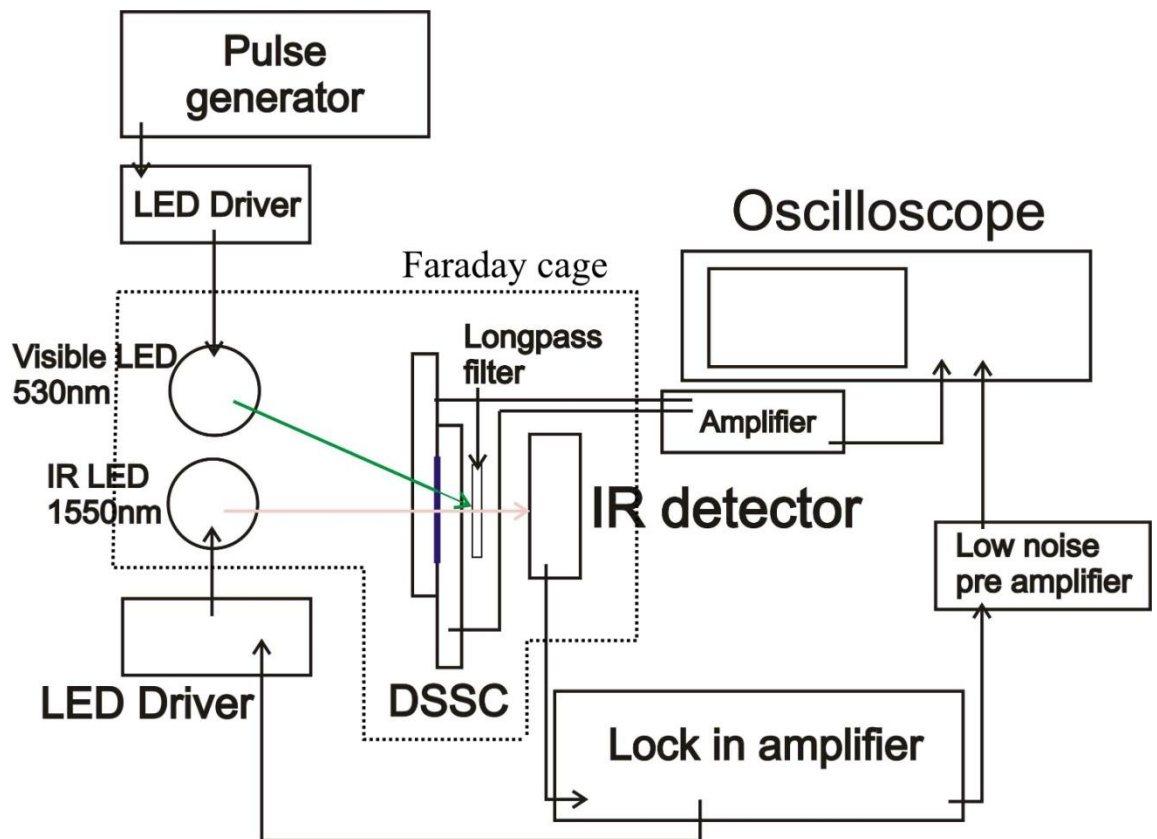 Pulse
generator
LED Driver
Oscilloscope
Faraday cage
Longpass
filter
Visible LED
530nm
Amplifier
IR LED
1550nm
IR detector
Low noise
pre amplifier
LED Driver
DSSC
Lock in amplifier